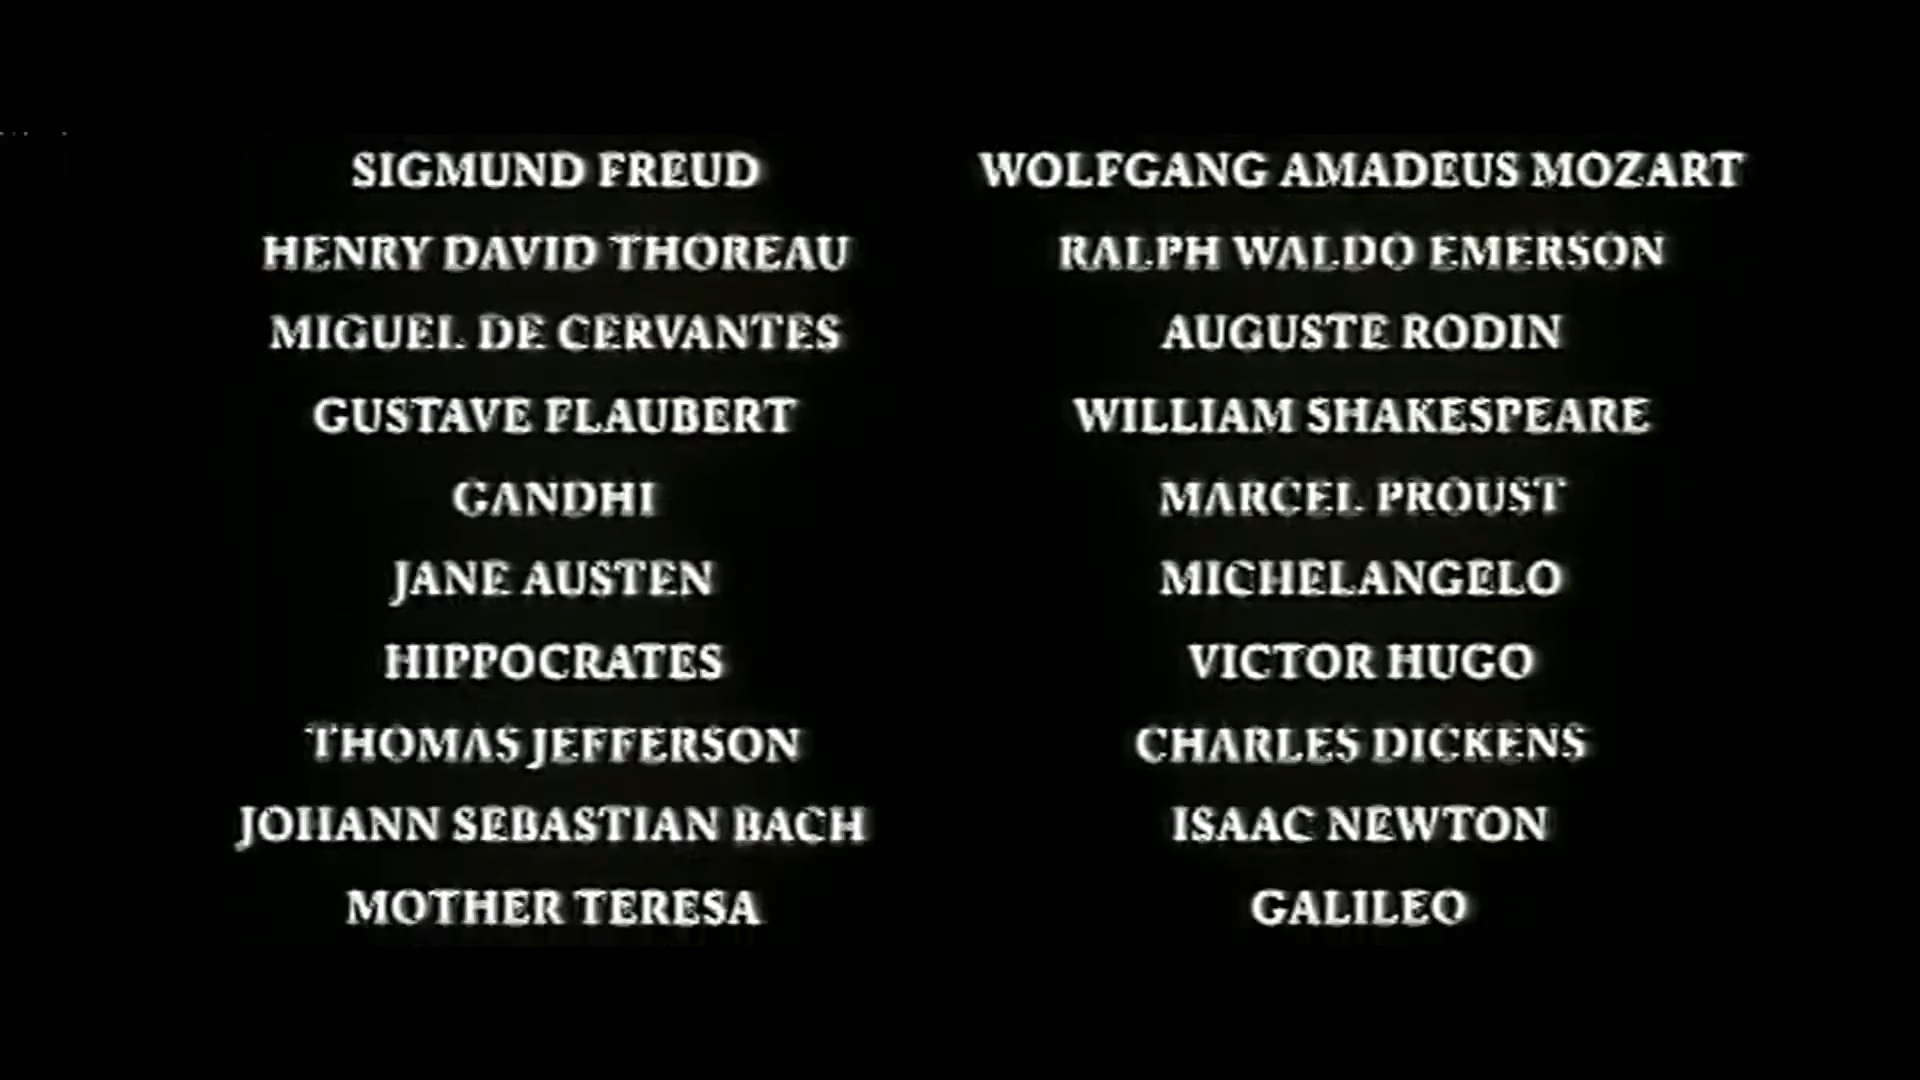 SIGMUND FREUD WOLFGANG AMADEUS MOZART
HENRY DAVID THOREAU RALPH WALDO EMERSON
MIGUEL DE CERVANTES AUGUSTE RODIN
GUSTAVE FLAUBERT WILLIAM SHAKESPEARE
GANDHI MARCEL PROUST
JANE AUSTEN MICHELANGELO
HIPPOCRATES VICTOR HUGO
THOMAS JEFFERSON CHARLES DICKENS
JOHANN SEBASTIAN BACH ISAAC NEWTON
MOTHER TERESA GALILEO